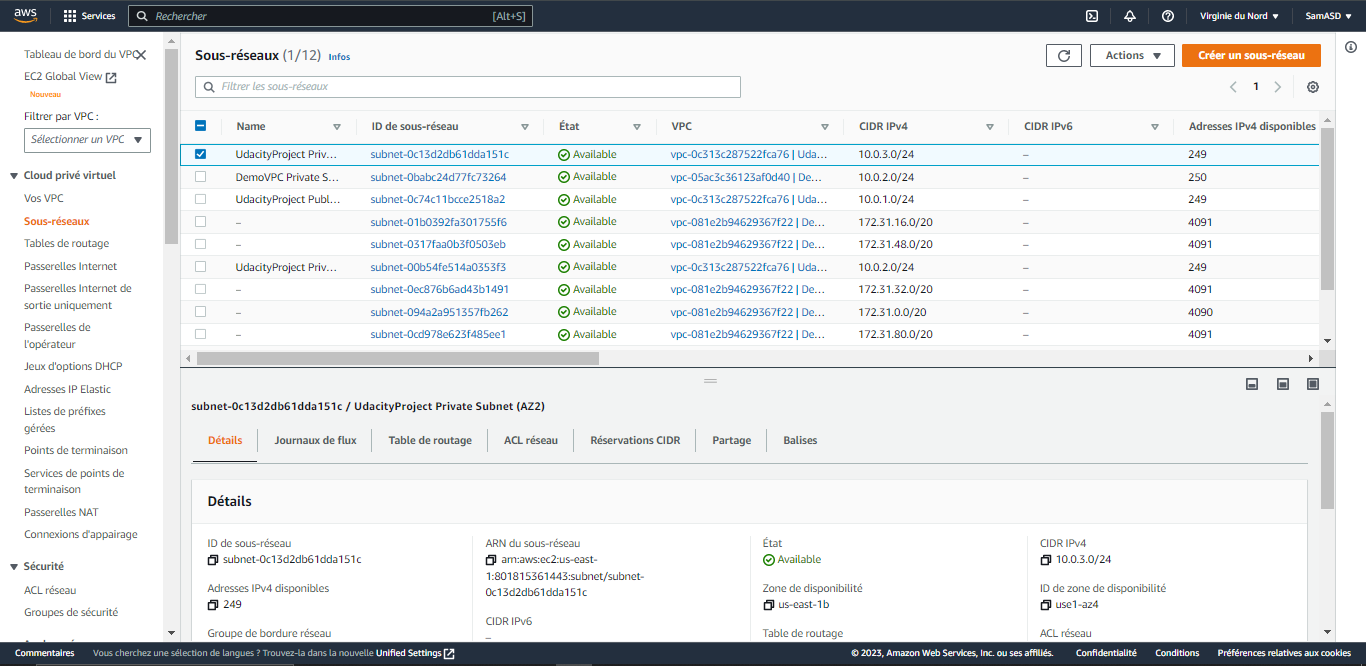 aws
Services
Rechercher
[Alt+S]
Virginie du Nord
SamASD
Tableau de bord du VPC
EC2 Global View
Nouveau
Filtrer par VPC :
Sélectionner un VPC
Cloud privé virtuel
Vos VPC
Sous-réseaux
Tables de routage
Passerelles Internet
Passerelles Internet de
sortie uniquement
Passerelles de
l'opérateur
Jeux d'options DHCP
Adresses IP Elastic
Listes de préfixes
gérées
Points de terminaison
Services de points de
terminaison
Passerelles NAT
Connexions d'appairage
Sécurité
ACL réseau
Groupes de sécurité
Sous-réseaux (1/12) Infos
Actions
Créer un sous-réseau
Filtrer les sous-réseaux
1
Name ID de sous-réseau État VPC CIDR IPv4 CIDR IPv6 Adresses IPv4 disponibles
UdacityProject Priv... subnet-0c13d2db61dda151c Available vpc-0c313c287522fca76 | Uda... 10.0.3.0/24 – 249
DemoVPC Private S... subnet-0babc24d77fc73264 Available vpc-05ac3c36123af0d40 | De... 10.0.2.0/24 – 250
UdacityProject Publ... subnet-0c74c11bcce2518a2 Available vpc-0c313c287522fca76 | Uda... 10.0.1.0/24 – 249
– subnet-01b0392fa301755f6 Available vpc-081e2b94629367f22 | De... 172.31.16.0/20 – 4091
– subnet-0317faa0b3f0503eb Available vpc-081e2b94629367f22 | De... 172.31.48.0/20 – 4091
UdacityProject Priv... subnet-00b54fe514a0353f3 Available vpc-0c313c287522fca76 | Uda... 10.0.2.0/24 – 249
– subnet-0ec876b6ad43b1491 Available vpc-081e2b94629367f22 | De... 172.31.32.0/20 – 4091
– subnet-094a2a951357fb262 Available vpc-081e2b94629367f22 | De... 172.31.0.0/20 – 4090
– subnet-0cd978e623f485ee1 Available vpc-081e2b94629367f22 | De... 172.31.80.0/20 – 4091
subnet-0c13d2db61dda151c / UdacityProject Private Subnet (AZ2)
Détails Journaux de flux Table de routage ACL réseau Réservations CIDR Partage Balises
Détails
ID de sous-réseau
subnet-0c13d2db61dda151c
Adresses IPv4 disponibles
249
Groupe de bordure réseau
ARN du sous-réseau
arn:aws:ec2:us-east-
1:801815361443:subnet/subnet-
0c13d2db61dda151c
CIDR IPv6
–
État
Available
Zone de disponibilité
us-east-1b
Table de routage
CIDR IPv4
10.0.3.0/24
ID de zone de disponibilité
use1-az4
ACL réseau
Commentaires
Vous cherchez une sélection de langues ? Trouvez-la dans la nouvelle Unified Settings
© 2023, Amazon Web Services, Inc. ou ses affiliés.
Confidentialité
Conditions
Préférences relatives aux cookies